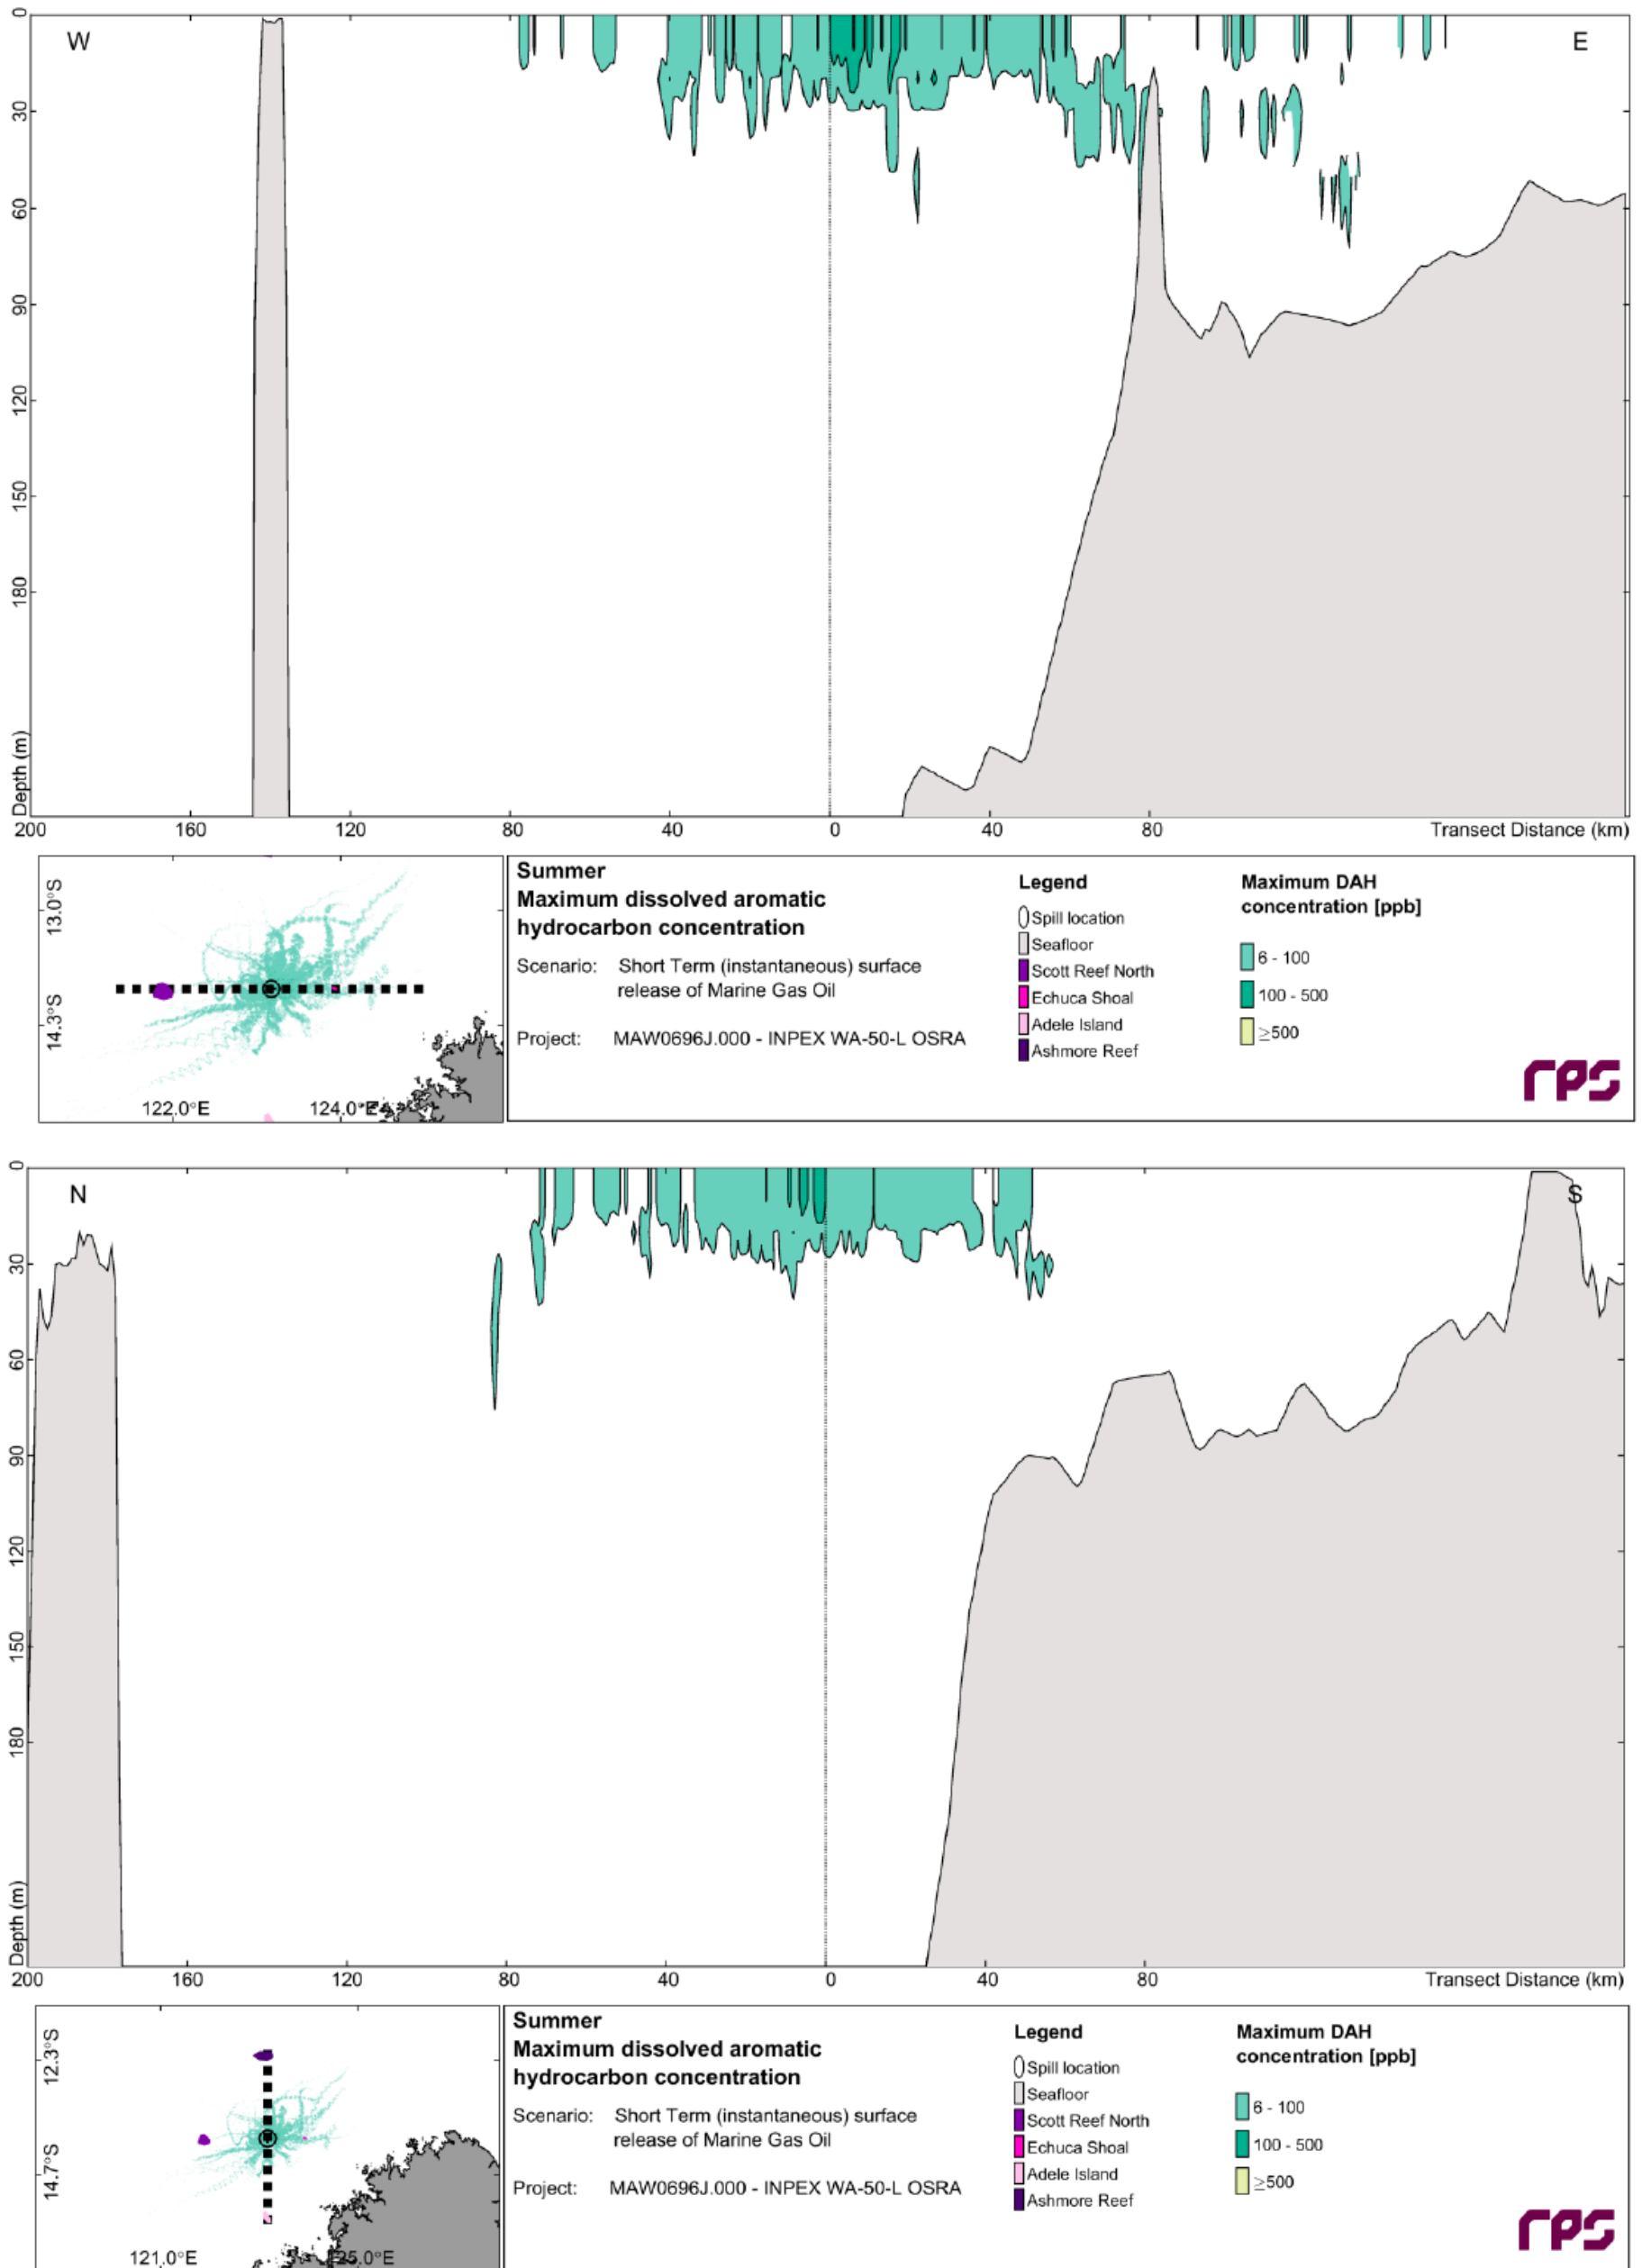 W
E
0
30
60
90
120
150
180
Depth (m)
200
160
120
80
40
0
40
80
Transect Distance (km)
13.0°S
14.3°S
122.0°E
124.0°E
Summer
Maximum dissolved aromatic
hydrocarbon concentration
Scenario: Short Term (instantaneous) surface
release of Marine Gas Oil
Project: MAW0696J.000 - INPEX WA-50-L OSRA
Legend
Spill location
Seafloor
Scott Reef North
Echuca Shoal
Adele Island
Ashmore Reef
Maximum DAH
concentration [ppb]
6 - 100
100 - 500
≥500
rps
N
S
0
30
60
90
120
150
180
Depth (m)
200
160
120
80
40
0
40
80
Transect Distance (km)
12.3°S
14.7°S
121.0°E
125.0°E
Summer
Maximum dissolved aromatic
hydrocarbon concentration
Scenario: Short Term (instantaneous) surface
release of Marine Gas Oil
Project: MAW0696J.000 - INPEX WA-50-L OSRA
Legend
Spill location
Seafloor
Scott Reef North
Echuca Shoal
Adele Island
Ashmore Reef
Maximum DAH
concentration [ppb]
6 - 100
100 - 500
≥500
rps